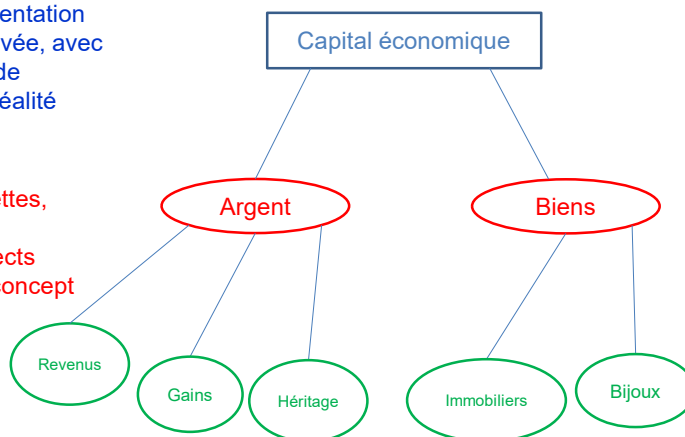 entation
vée, avec
de
éalité
Capital économique
ttes,
ects
concept
Argent
Biens
Revenus
Gains
Héritage
Immobiliers
Bijoux